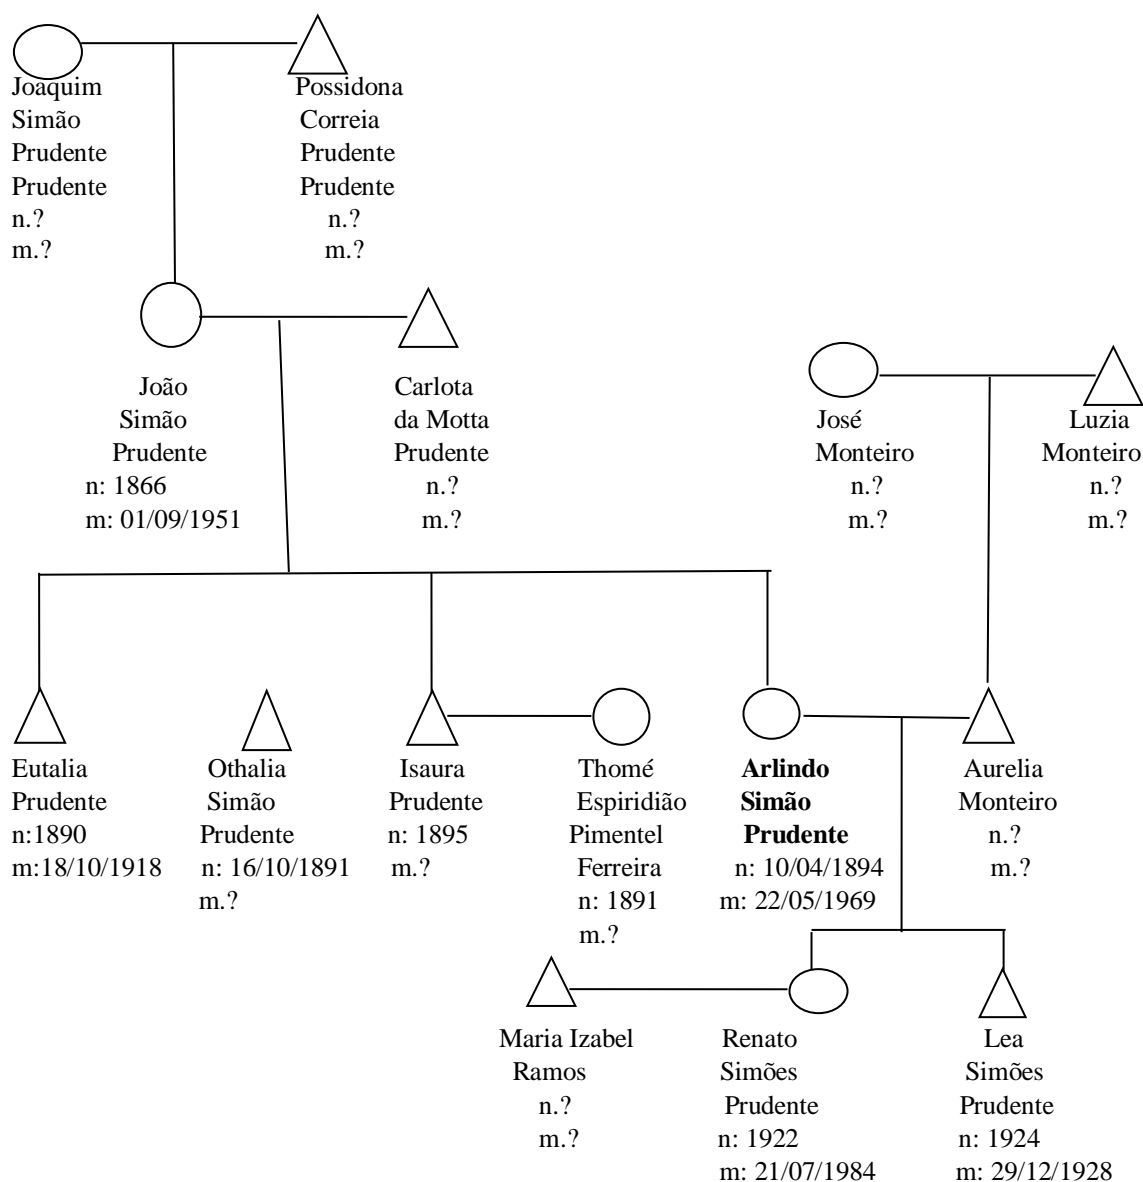 Joaquim
Simão
Prudente
Prudente
n.?
m.?
Possidona
Correia
Prudente
Prudente
n.?
m.?
João
Simão
Prudente
n: 1866
m: 01/09/1951
Carlota
da Motta
Prudente
n.?
m.?
José
Monteiro
n.?
m.?
Luzia
Monteiro
n.?
m.?
Eutalia
Prudente
n:1890
m:18/10/1918
Othalia
Simão
Prudente
n: 16/10/1891
m.?
Isaura
Prudente
n: 1895
m.?
Thomé
Espiridião
Pimentel
Ferreira
n: 1891
m.?
Arlindo
Simão
Prudente
n: 10/04/1894
m: 22/05/1969
Aurelia
Monteiro
n.?
m.?
Maria Izabel
Ramos
n.?
m.?
Renato
Simões
Prudente
n: 1922
m: 21/07/1984
Lea
Simões
Prudente
n: 1924
m: 29/12/1928